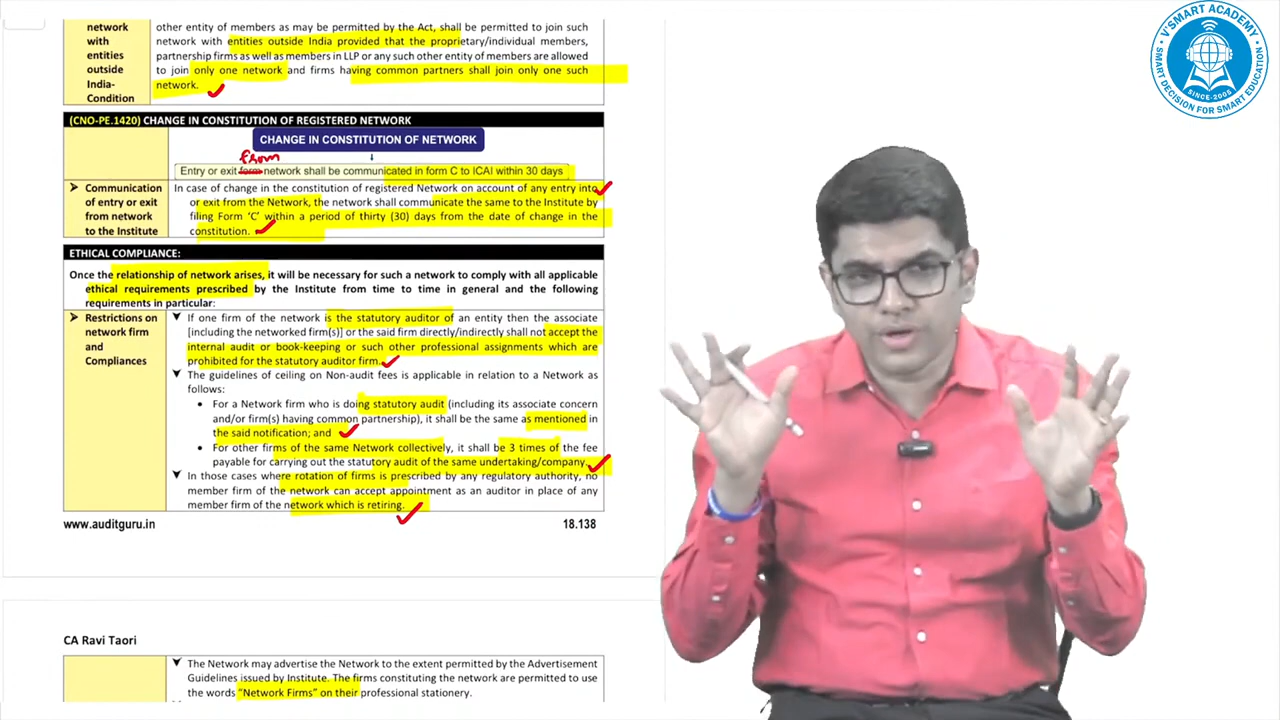 network
with
entities
outside
India-
Condition
other entity of members as may be permitted by the Act, shall be permitted to join such
network with entities outside India provided that the proprietary/individual members,
partnership firms as well as members in LLP or any such other entity of members are allowed
to join only one network and firms having common partners shall join only one such
network.
(CNO-PE.1420) CHANGE IN CONSTITUTION OF REGISTERED NETWORK
CHANGE IN CONSTITUTION OF NETWORK
from
Entry or exit form network shall be communicated in form C to ICAI within 30 days
➤ Communication
of entry or exit
from network
to the Institute
In case of change in the constitution of registered Network on account of any entry into
or exit from the Network, the network shall communicate the same to the Institute by
filing Form ‘C’ within a period of thirty (30) days from the date of change in the
constitution.
ETHICAL COMPLIANCE:
Once the relationship of network arises, it will be necessary for such a network to comply with all applicable
ethical requirements prescribed by the Institute from time to time in general and the following
requirements in particular:
➤ Restrictions on
network firm
and
Compliances
If one firm of the network is the statutory auditor of an entity then the associate
[including the networked firm(s)] or the said firm directly/indirectly shall not accept the
internal audit or book-keeping or such other professional assignments which are
prohibited for the statutory auditor firm.
The guidelines of ceiling on Non-audit fees is applicable in relation to a Network as
follows:
• For a Network firm who is doing statutory audit (including its associate concern
and/or firm(s) having common partnership), it shall be the same as mentioned in
the said notification; and
• For other firms of the same Network collectively, it shall be 3 times of the fee
payable for carrying out the statutory audit of the same undertaking/company.
In those cases where rotation of firms is prescribed by any regulatory authority, no
member firm of the network can accept appointment as an auditor in place of any
member firm of the network which is retiring.
www.auditguru.in
18.138
CA Ravi Taori
The Network may advertise the Network to the extent permitted by the Advertisement
Guidelines issued by Institute. The firms constituting the network are permitted to use
the words “Network Firms” on their professional stationery.
V'SMART ACADEMY
SINCE-2005
SMART DECISION FOR SMART EDUCATION